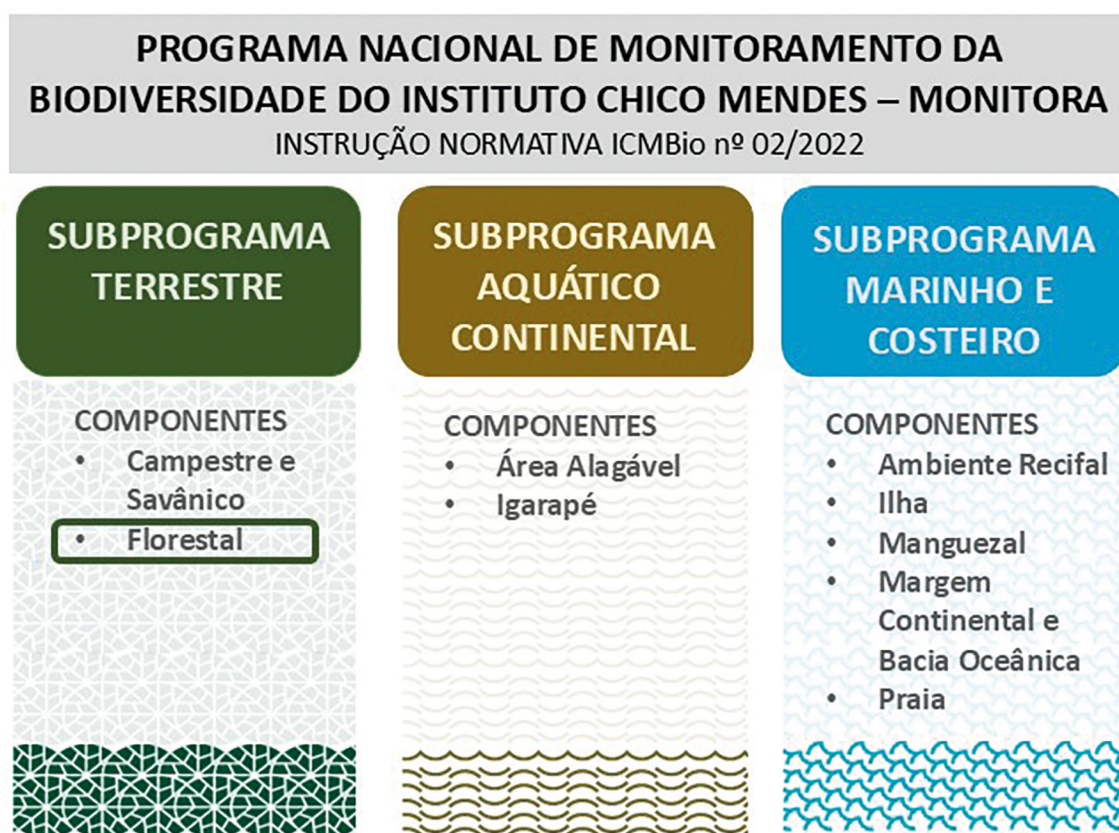 PROGRAMA NACIONAL DE MONITORAMENTO DA
BIODIVERSIDADE DO INSTITUTO CHICO MENDES – MONITORA
INSTRUÇÃO NORMATIVA ICMBio nº 02/2022
SUBPROGRAMA
TERRESTRE
COMPONENTES
• Campestre e
Savânico
• Florestal
SUBPROGRAMA
AQUÁTICO
CONTINENTAL
COMPONENTES
• Área Alagável
• Igarapé
SUBPROGRAMA
MARINHO E
COSTEIRO
COMPONENTES
• Ambiente Recifal
• Ilha
• Manguezal
• Margem
Continental e
Bacia Oceânica
• Praia